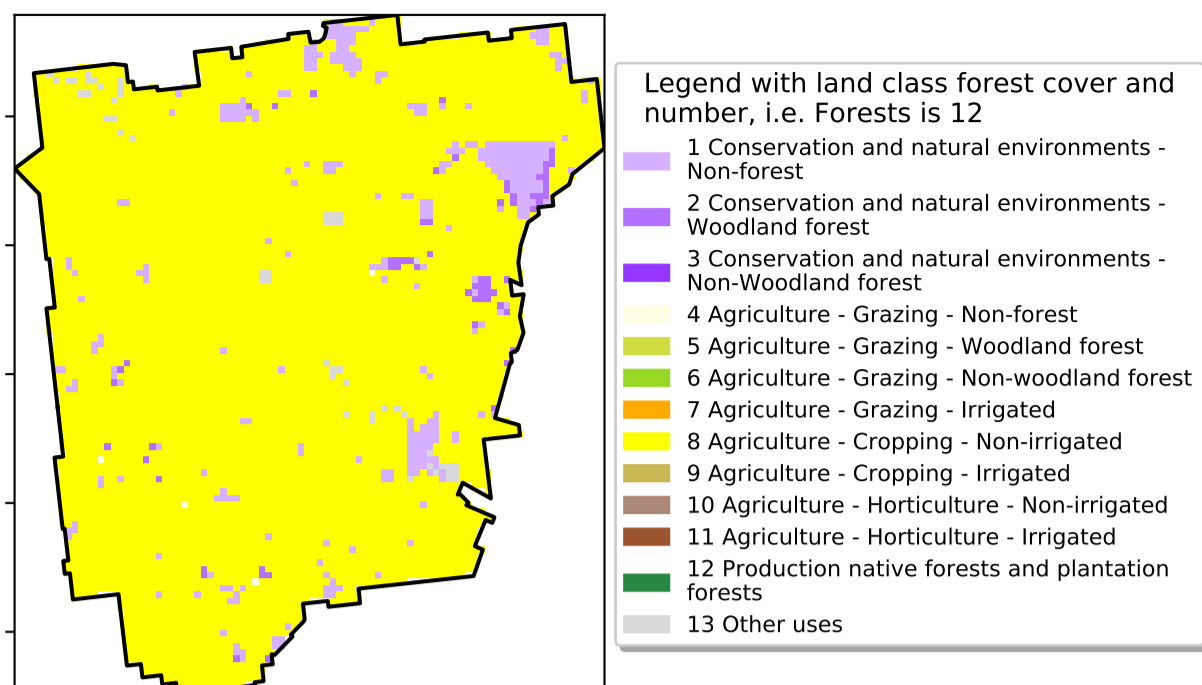 Legend with land class forest cover and
number, i.e. Forests is 12
1 Conservation and natural environments -
Non-forest
2 Conservation and natural environments -
Woodland forest
3 Conservation and natural environments -
Non-Woodland forest
4 Agriculture - Grazing - Non-forest
5 Agriculture - Grazing - Woodland forest
6 Agriculture - Grazing - Non-woodland forest
7 Agriculture - Grazing - Irrigated
8 Agriculture - Cropping - Non-irrigated
9 Agriculture - Cropping - Irrigated
10 Agriculture - Horticulture - Non-irrigated
11 Agriculture - Horticulture - Irrigated
12 Production native forests and plantation
forests
13 Other uses